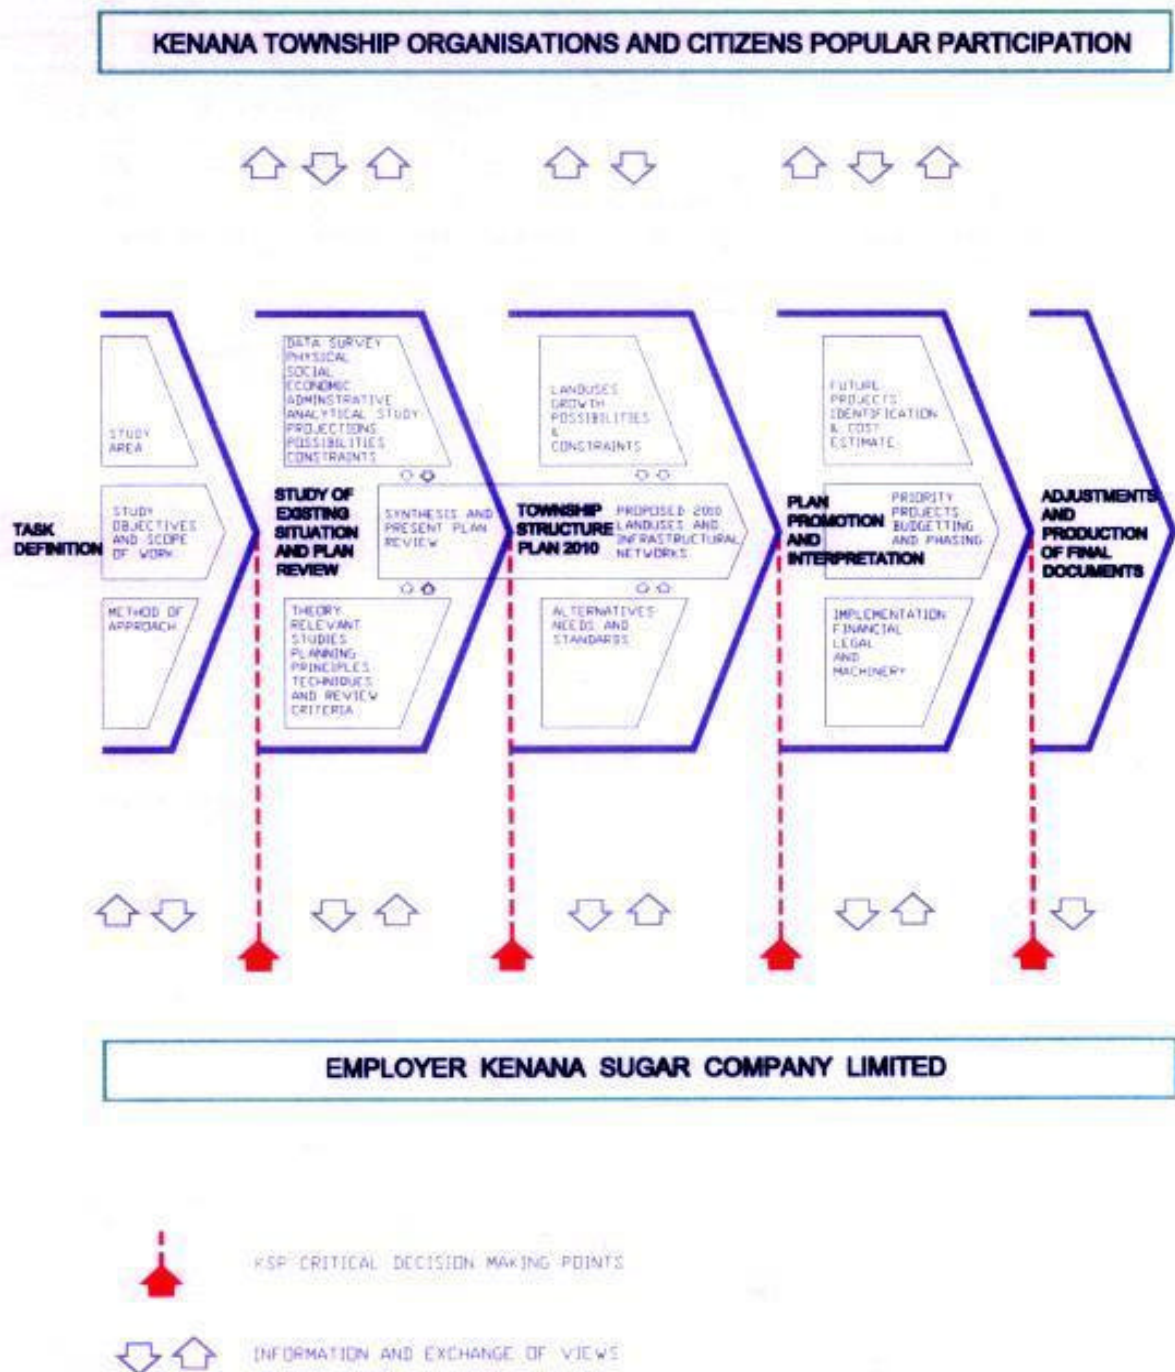 KENANA TOWNSHIP ORGANISATIONS AND CITIZENS POPULAR PARTICIPATION
TASK
DEFINITION
STUDY
AREA
STUDY
OBJECTIVES
AND SCOPE
OF WORK
METHOD OF
APPROACH
DATA SURVEY
PHYSICAL
SOCIAL
ECONOMIC
ADMINSTRATIVE
ANALYTICAL STUDY
PROJECTIONS
POSSIBILITIES
CONSTRAINTS
STUDY OF
EXISTING
SITUATION
AND PLAN
REVIEW
SYNTHESIS AND
PRESENT PLAN
REVIEW
THEORY
RELEVANT
STUDIES
PLANNING
PRINCIPLES
TECHNIQUES
AND REVIEW
CRITERIA
LANDUSES
GROWTH
POSSIBILITIES
&
CONSTRAINTS
TOWNSHIP
STRUCTURE
PLAN 2010
PROPOSED 2010
LANDUSES AND
INFRASTRUCTURAL
NETWORKS
ALTERNATIVES
NEEDS AND
STANDARDS
FUTURE
PROJECTS
IDENTIFICATION
& COST
ESTIMATE
PLAN
PROMOTION
AND
INTERPRETATION
PRIORITY
PROJECTS
BUDGETTING
AND PHASING
IMPLEMENTATION
FINANCIAL
LEGAL
AND
MACHINERY
ADJUSTMENTS
AND
PRODUCTION
OF FINAL
DOCUMENTS
EMPLOYER KENANA SUGAR COMPANY LIMITED
KSP CRITICAL DECISION MAKING POINTS
INFORMATION AND EXCHANGE OF VIEWS